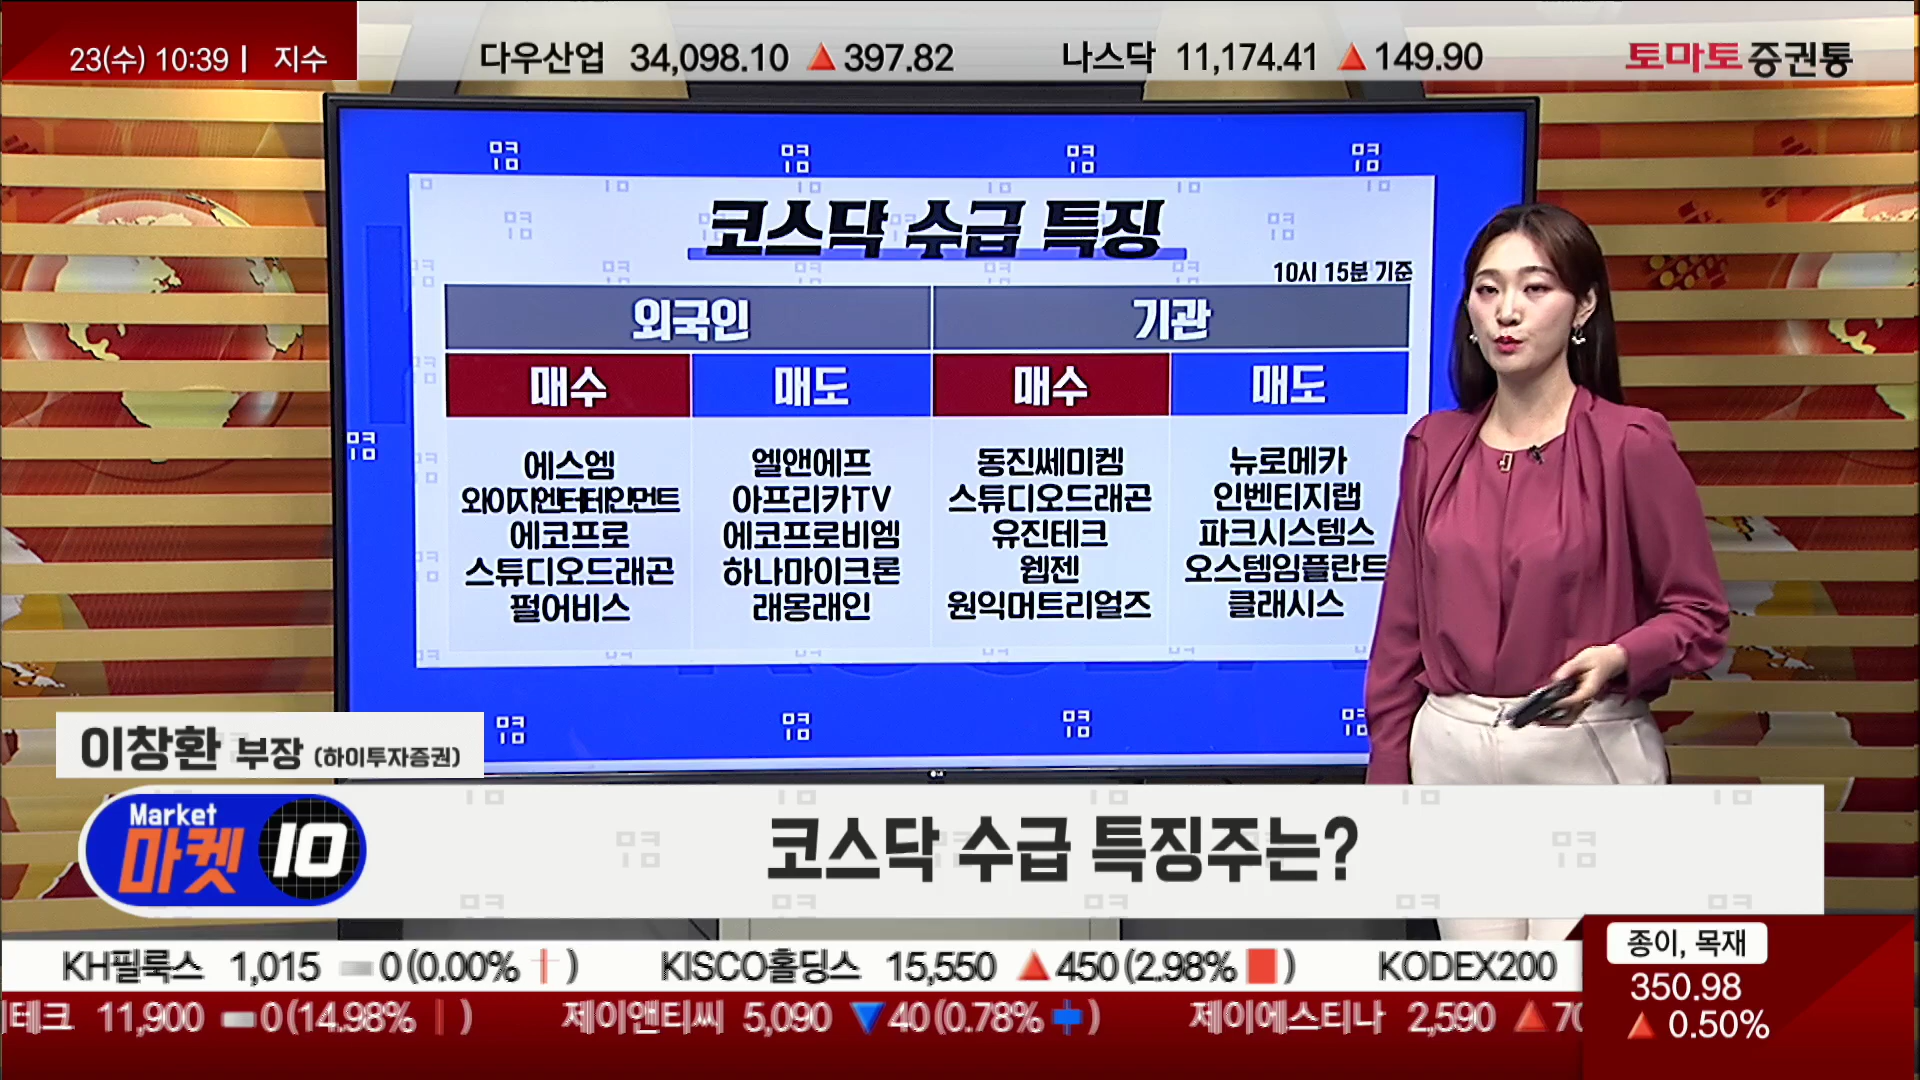 23(수) 10:39 | 지수
다우산업 34,098.10 ▲397.82
나스닥 11,174.41 ▲149.90
토마토증권통
코스닥 수급 특징
10시 15분 기준
외국인 기관
매수 매도 매수 매도
에스엠 엘앤에프 동진쎄미켐 뉴로메카
와이지엔터테인먼트 아프리카TV 스튜디오드래곤 인벤티지랩
에코프로 에코프로비엠 유진테크 파크시스템스
스튜디오드래곤 하나마이크론 웹젠 오스템임플란트
펄어비스 래몽래인 원익머트리얼즈 클래시스
이창환 부장 (하이투자증권)
Market
마켓 10
코스닥 수급 특징주는?
KH필룩스 1,015 0(0.00% ) KISCO홀딩스 15,550 ▲450(2.98% ) KODEX200
테크 11,900 0(14.98% ) 제이앤티씨 5,090 ▼40(0.78% ) 제이에스티나 2,590 ▲70
종이, 목재
350.98
▲ 0.50%